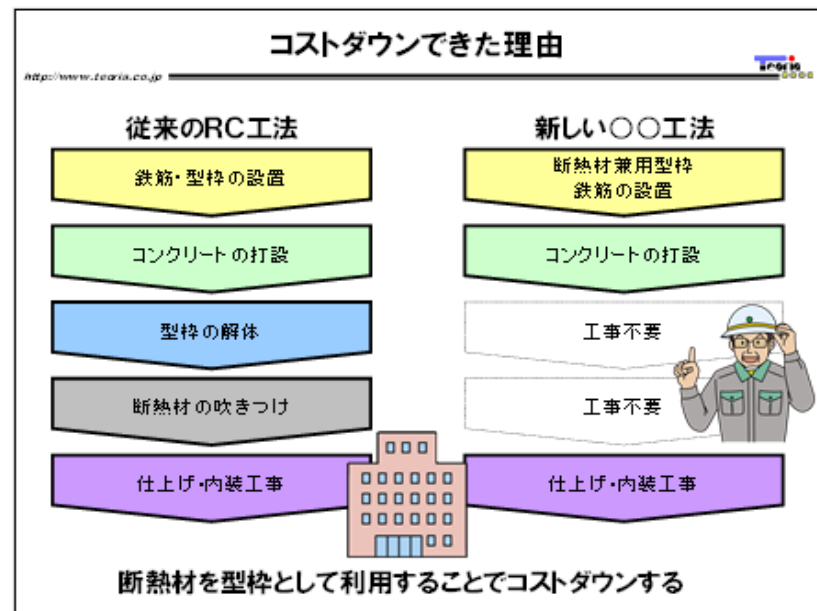 コストダウンできた理由
http://www.tearia.co.jp
従来のRC工法
新しい○○工法
鉄筋・型枠の設置
断熱材兼用型枠
鉄筋の設置
コンクリートの打設
コンクリートの打設
型枠の解体
工事不要
断熱材の吹きつけ
工事不要
仕上げ・内装工事
仕上げ・内装工事
断熱材を型枠として利用することでコストダウンする